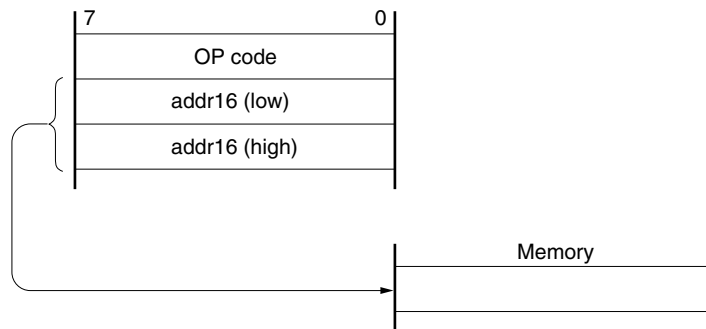 7 0
OP code
addr16 (low)
addr16 (high)
Memory